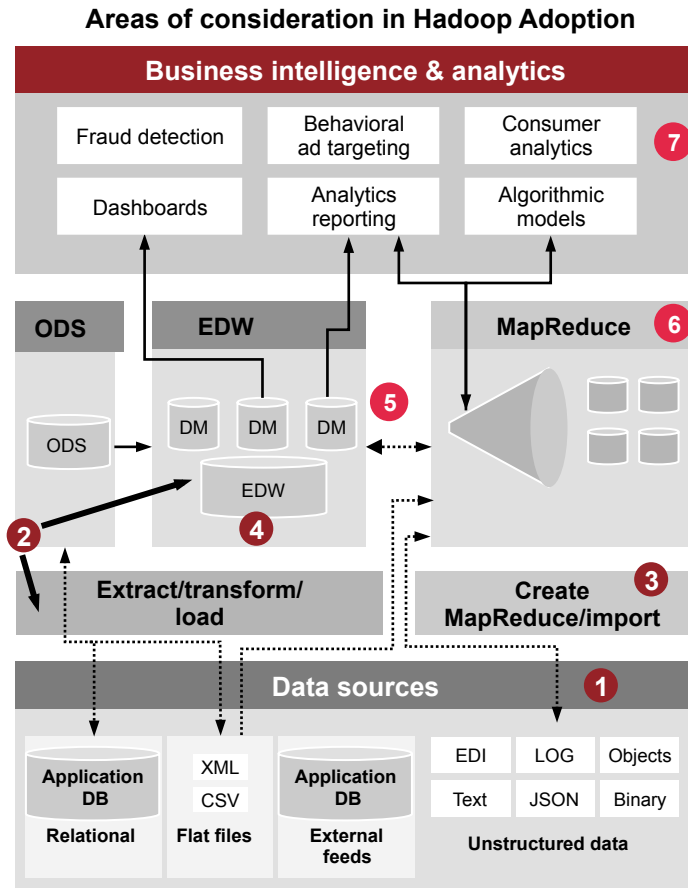 Areas of consideration in Hadoop Adoption
Business intelligence & analytics
Fraud detection
Behavioral
ad targeting
Consumer
analytics
7
Dashboards
Analytics
reporting
Algorithmic
models
ODS
EDW
MapReduce
6
5
DM
DM
DM
ODS
EDW
2
4
Extract/transform/
load
3
Create
MapReduce/import
Data sources
1
Application
DB
Relational
XML
CSV
Flat files
Application
DB
External
feeds
EDI
LOG
Objects
Text
JSON
Binary
Unstructured data